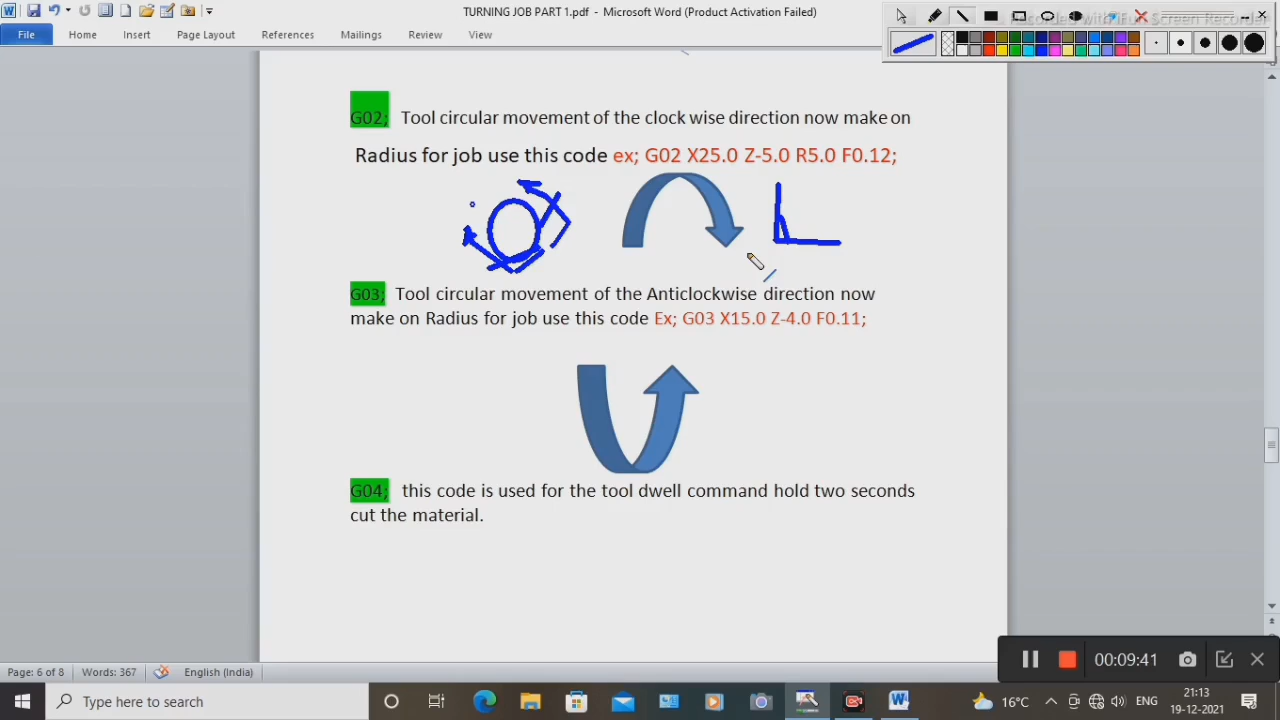 TURNING JOB PART 1.pdf - Microsoft Word (Product Activation Failed)
File Home Insert Page Layout References Mailings Review View
Recorded with iFun Screen Recorder
G02; Tool circular movement of the clock wise direction now make on
Radius for job use this code ex; G02 X25.0 Z-5.0 R5.0 F0.12;
G03; Tool circular movement of the Anticlockwise direction now
make on Radius for job use this code Ex; G03 X15.0 Z-4.0 F0.11;
G04; this code is used for the tool dwell command hold two seconds
cut the material.
00:09:41
Page: 6 of 8 Words: 367 English (India)
Type here to search
16°C ENG
21:13
19-12-2021